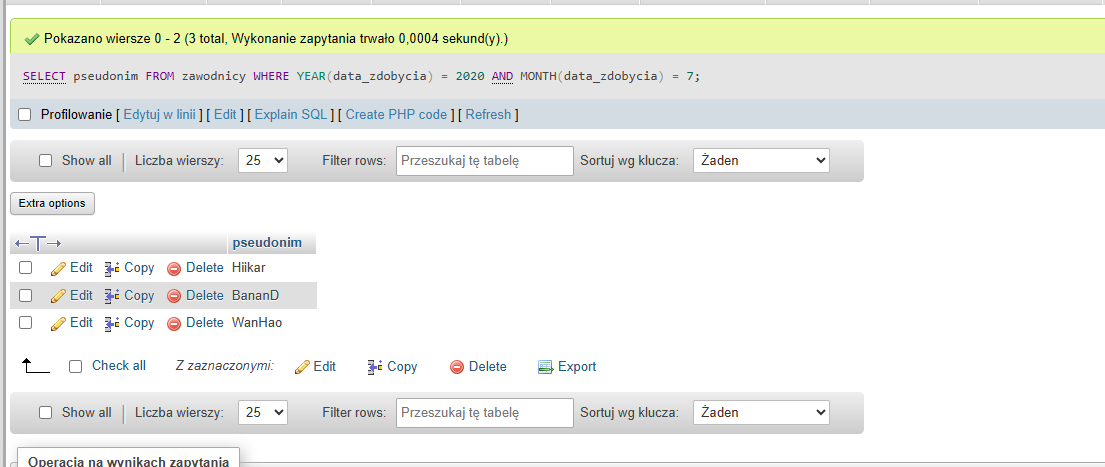 Pokazano wiersze 0 - 2 (3 total, Wykonanie zapytania trwało 0,0004 sekund(y).)
SELECT pseudonim FROM zawodnicy WHERE YEAR(data_zdobycia) = 2020 AND MONTH(data_zdobycia) = 7;
Profilowanie [ Edytuj w linii ] [ Edit ] [ Explain SQL ] [ Create PHP code ] [ Refresh ]
Show all | Liczba wierszy: 25 Filter rows: Przeszukaj tę tabelę Sortuj wg klucza: Żaden
Extra options
←T→ pseudonim
Edit Copy Delete Hiikar
Edit Copy Delete BananD
Edit Copy Delete WanHao
Check all Z zaznaczonymi: Edit Copy Delete Export
Show all | Liczba wierszy: 25 Filter rows: Przeszukaj tę tabelę Sortuj wg klucza: Żaden
Operacja na wynikach zapytania